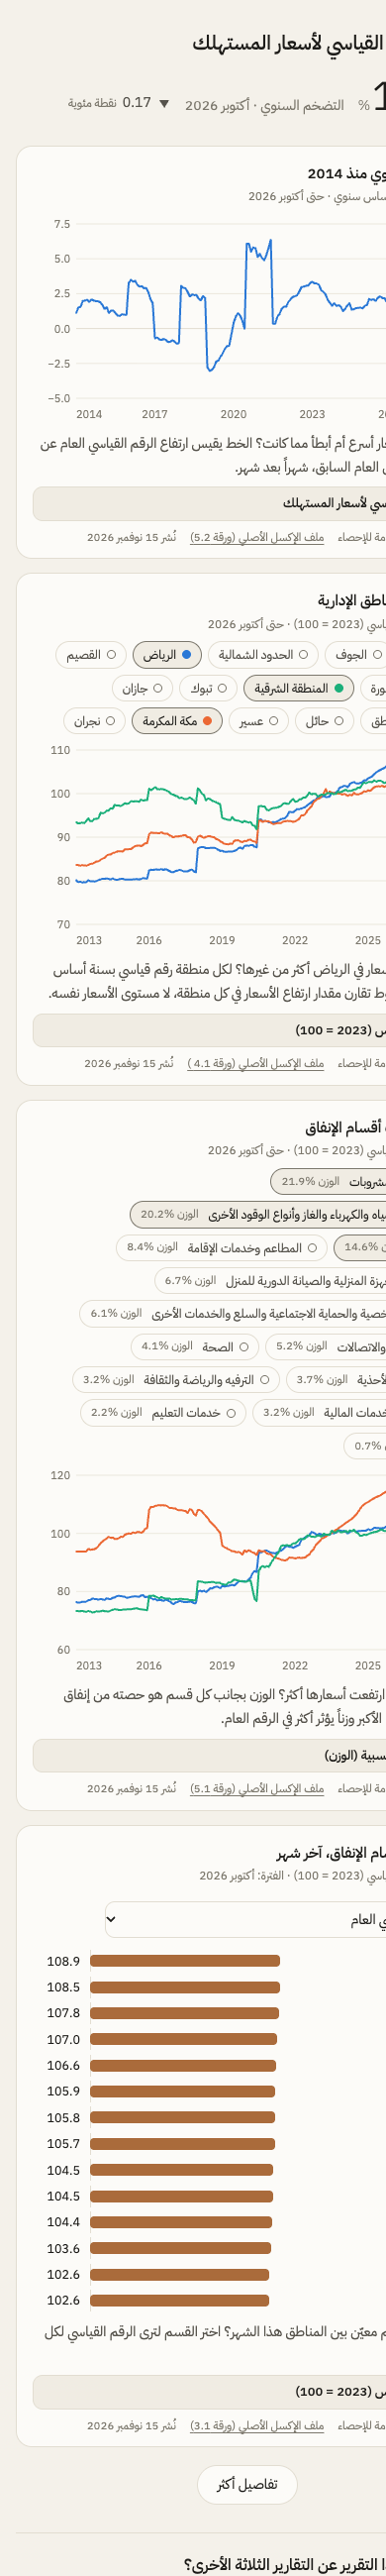 القياسي لأسعار المستهلك
% التضخم السنوي · أكتوبر 2026 ▼ 0.17 نقطة مئوية
وي منذ 2014
ساس سنوي · حتى أكتوبر 2026
7.5
5.0
2.5
0.0
−2.5
−5.0
2014 2017 2020 2023
ار أسرع أم أبطأ مما كانت؟ الخط يقيس ارتفاع الرقم القياسي العام عن
العام السابق، شهراً بعد شهر.
سي لأسعار المستهلك
مة للإحصاء ملف الإكسل الأصلي (ورقة 5.2) نُشر 15 نوفمبر 2026
ناطق الإدارية
ياسي (2023 = 100) · حتى أكتوبر 2026
الجوف الحدود الشمالية الرياض القصيم
ورة المنطقة الشرقية تبوك جازان
طق حائل عسير مكة المكرمة نجران
110
100
90
80
70
2013 2016 2019 2022 2025
سعار في الرياض أكثر من غيرها؟ لكل منطقة رقم قياسي بسنة أساس
وط تقارن مقدار ارتفاع الأسعار في كل منطقة، لا مستوى الأسعار نفسه.
س (2023 = 100)
مة للإحصاء ملف الإكسل الأصلي (ورقة 4.1 ) نُشر 15 نوفمبر 2026
أقسام الإنفاق
ياسي (2023 = 100) · حتى أكتوبر 2026
شروبات الوزن %21.9
ياه والكهرباء والغاز وأنواع الوقود الأخرى الوزن %20.2
ن %14.6 المطاعم وخدمات الإقامة الوزن %8.4
هزة المنزلية والصيانة الدورية للمنزل الوزن %6.7
خصية والحماية الاجتماعية والسلع والخدمات الأخرى الوزن %6.1
والاتصالات الوزن %5.2 الصحة الوزن %4.1
لأحذية الوزن %3.7 الترفيه والرياضة والثقافة الوزن %3.2
خدمات المالية الوزن %3.2 خدمات التعليم الوزن %2.2
ن %0.7
120
100
80
60
2013 2016 2019 2022 2025
ارتفعت أسعارها أكثر؟ الوزن بجانب كل قسم هو حصته من إنفاق
الأكبر وزناً يؤثر أكثر في الرقم العام.
سبية (الوزن)
مة للإحصاء ملف الإكسل الأصلي (ورقة 5.1) نُشر 15 نوفمبر 2026
سام الإنفاق، آخر شهر
ياسي (2023 = 100) · الفترة: أكتوبر 2026
ي العام
108.9
108.5
107.8
107.0
106.6
105.9
105.8
105.7
104.5
104.5
104.4
103.6
102.6
102.6
م معيّن بين المناطق هذا الشهر؟ اختر القسم لترى الرقم القياسي لكل
س (2023 = 100)
مة للإحصاء ملف الإكسل الأصلي (ورقة 3.1) نُشر 15 نوفمبر 2026
تفاصيل أكثر
ذا التقرير عن التقارير الثلاثة الأخرى؟